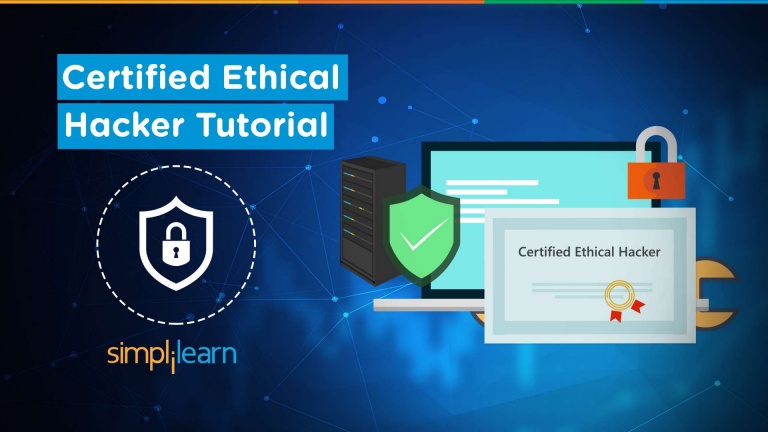 Certified Ethical
Hacker Tutorial
simplilearn
Certified Ethical Hacker